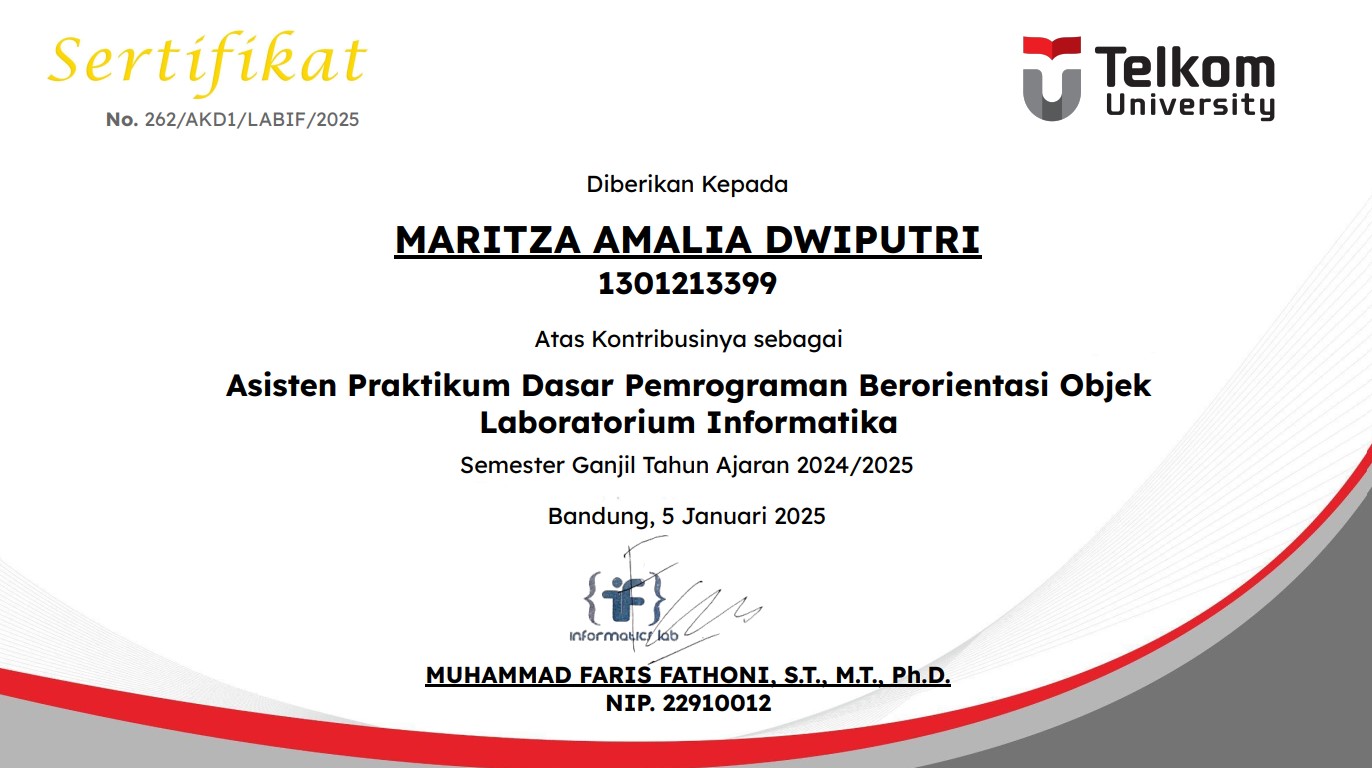 Sertifikat
No. 262/AKD1/LABIF/2025
Telkom
University
Diberikan Kepada
MARITZA AMALIA DWIPUTRI
1301213399
Atas Kontribusinya sebagai
Asisten Praktikum Dasar Pemrograman Berorientasi Objek
Laboratorium Informatika
Semester Ganjil Tahun Ajaran 2024/2025
Bandung, 5 Januari 2025
{if}
informatics lab
MUHAMMAD FARIS FATHONI, S.T., M.T., Ph.D.
NIP. 22910012